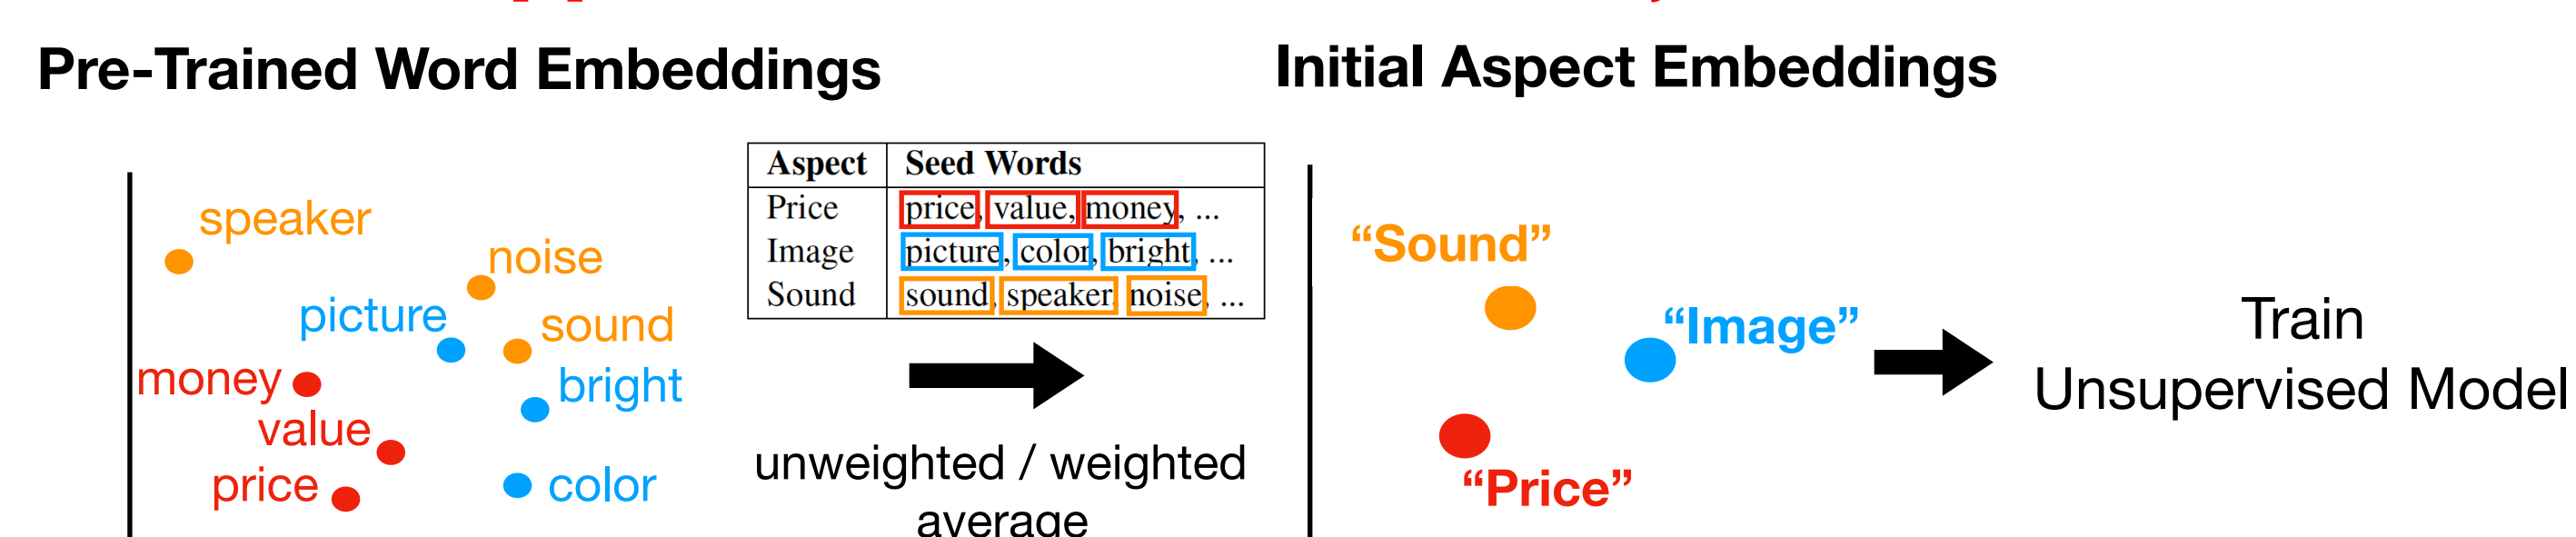 Pre-Trained Word Embeddings
Initial Aspect Embeddings
speaker
noise
picture
sound
money
bright
value
price
color
Aspect Seed Words
Price price, value, money, ...
Image picture, color, bright, ...
Sound sound, speaker, noise, ...
unweighted / weighted
average
“Sound”
“Image”
“Price”
Train
Unsupervised Model